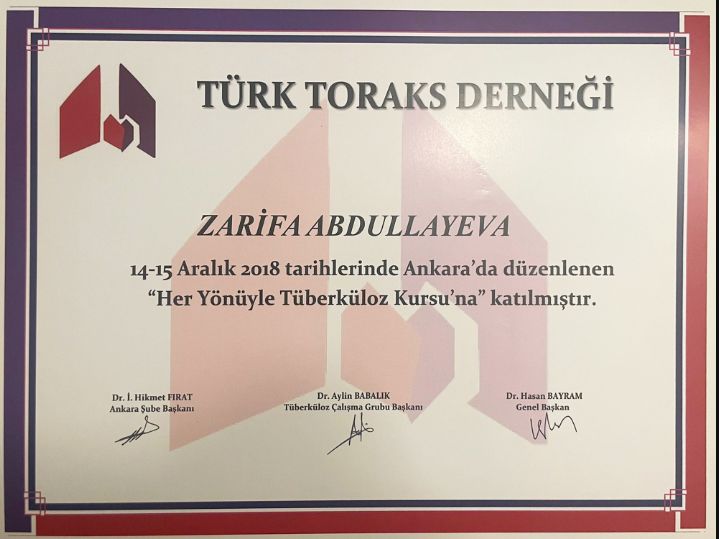 TÜRK TORAKS DERNEĞİ
ZARİFA ABDULLAYEVA
14-15 Aralık 2018 tarihlerinde Ankara’da düzenlenen
“Her Yönüyle Tüberküloz Kursu’na” katılmıştır.
Dr. İ. Hikmet FIRAT
Ankara Şube Başkanı
Dr. Aylin BABALIK
Tüberküloz Çalışma Grubu Başkanı
Dr. Hasan BAYRAM
Genel Başkan